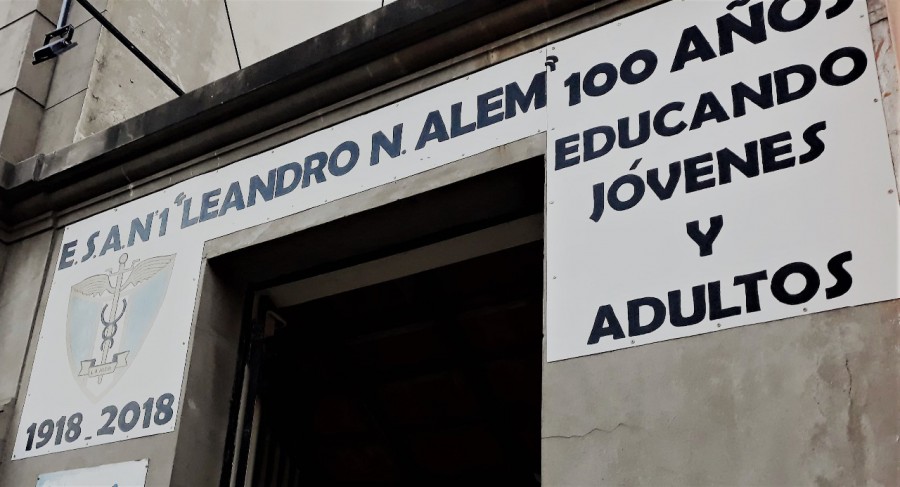 E.S.A.N°1 "LEANDRO N. ALEM"
1918-2018
100 AÑOS
EDUCANDO
JÓVENES
Y
ADULTOS